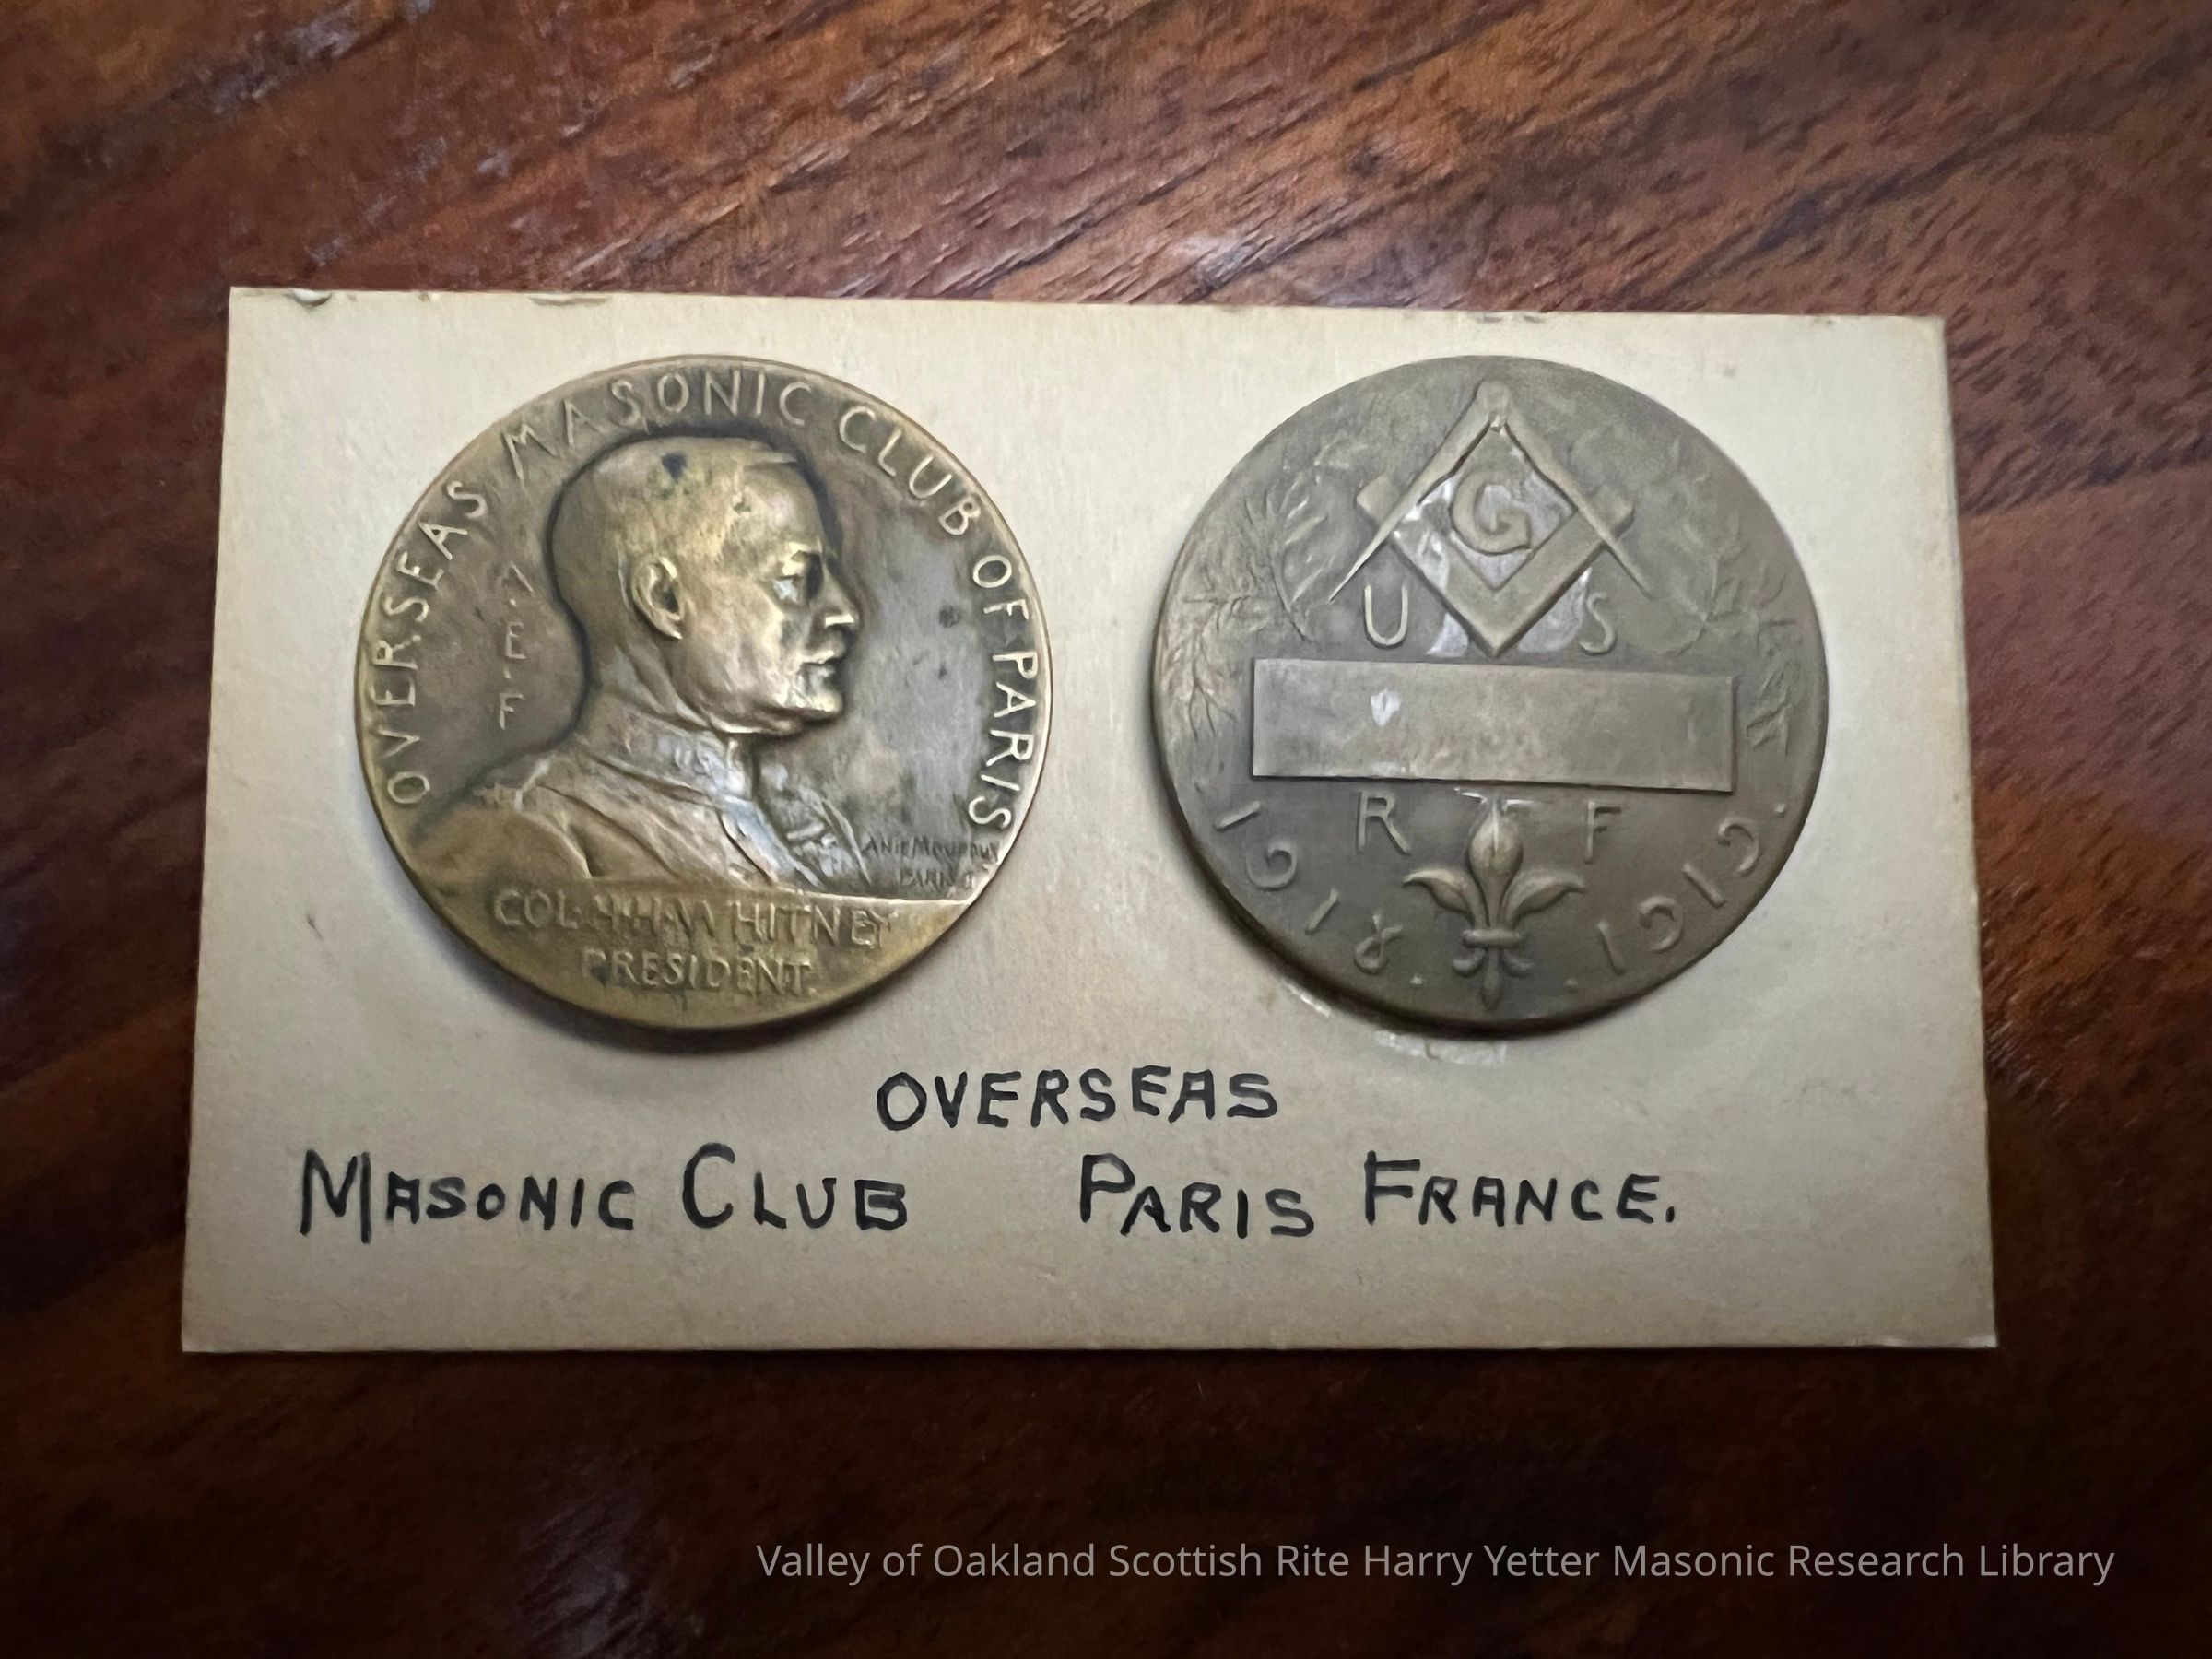 OVERSEAS MASONIC CLUB OF PARIS
A.E.F
COL. H.H. WHITNEY
PRESIDENT.
G
U S
R F
1918. .1919.
OVERSEAS
MASONIC CLUB PARIS FRANCE.
Valley of Oakland Scottish Rite Harry Yetter Masonic Research Library